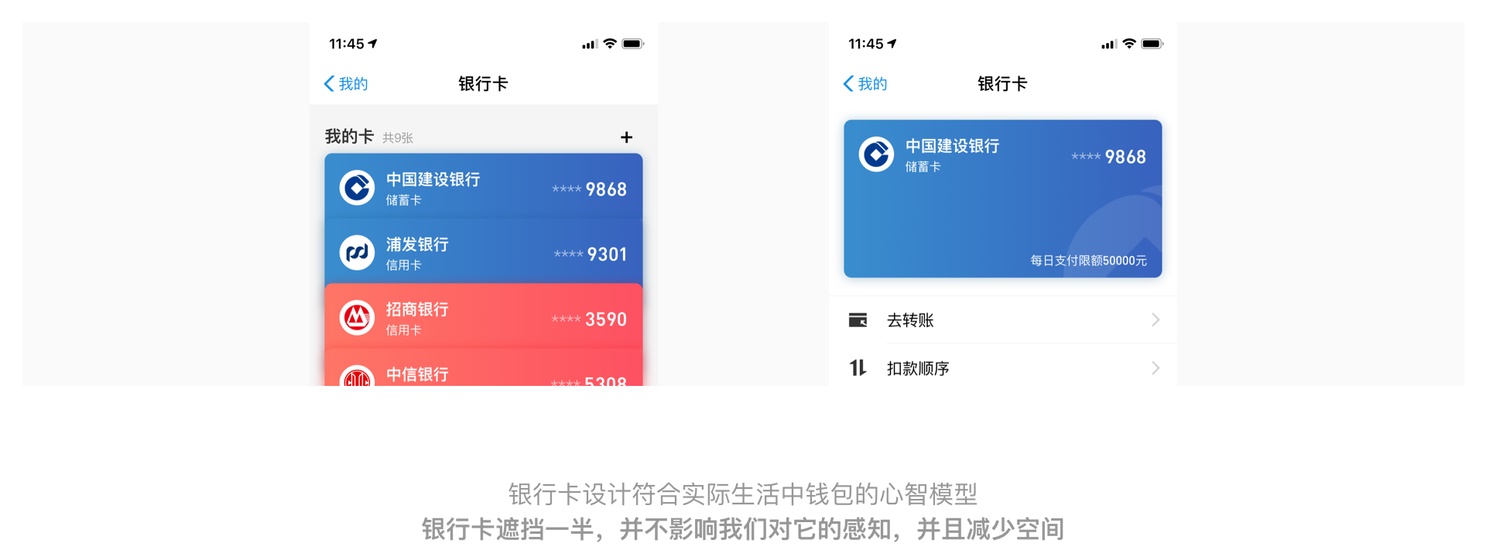 11:45
我的
银行卡
我的卡 共9张 +
中国建设银行
储蓄卡
**** 9868
浦发银行
信用卡
**** 9301
招商银行
信用卡
**** 3590
中信银行
**** 5308
11:45
我的
银行卡
中国建设银行
储蓄卡
**** 9868
每日支付限额50000元
去转账
扣款顺序
银行卡设计符合实际生活中钱包的心智模型
银行卡遮挡一半，并不影响我们对它的感知，并且减少空间